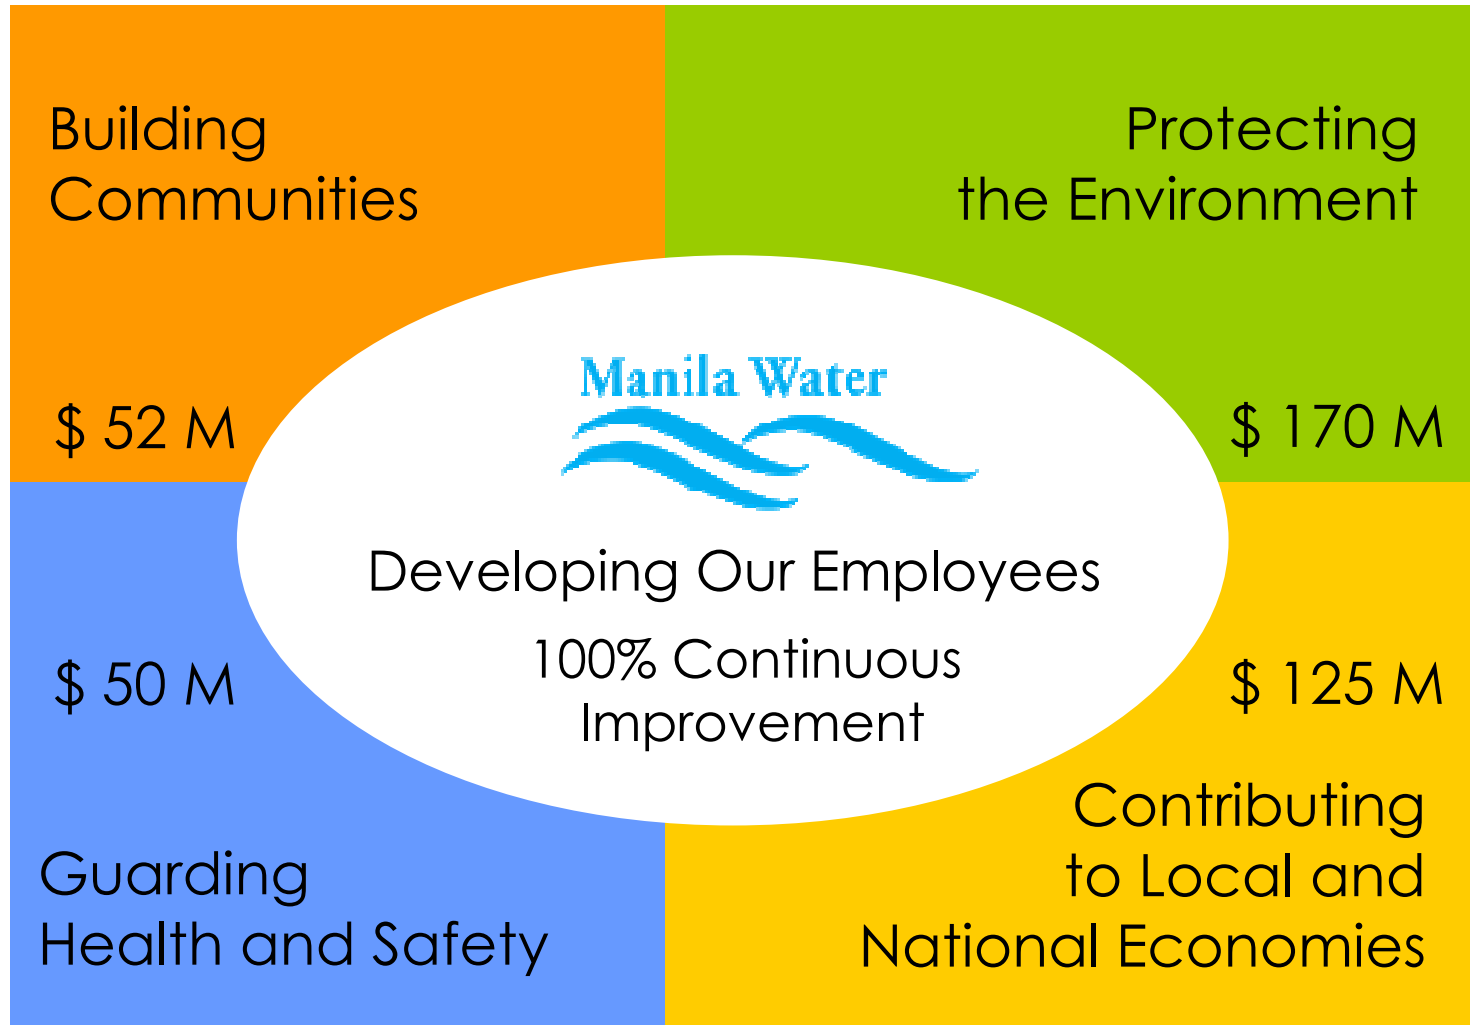 Building
Communities
$ 52 M
Protecting
the Environment
$ 170 M
Manila Water
Developing Our Employees
100% Continuous
Improvement
$ 50 M
Guarding
Health and Safety
$ 125 M
Contributing
to Local and
National Economies